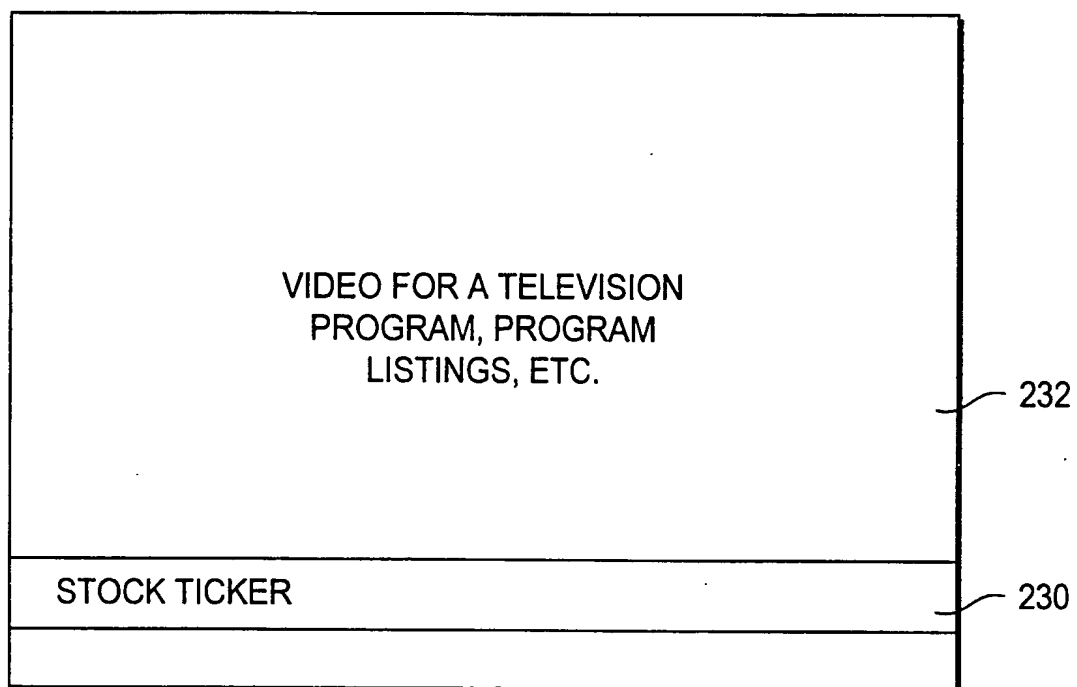 VIDEO FOR A TELEVISION
PROGRAM, PROGRAM
LISTINGS, ETC.
232
STOCK TICKER
230